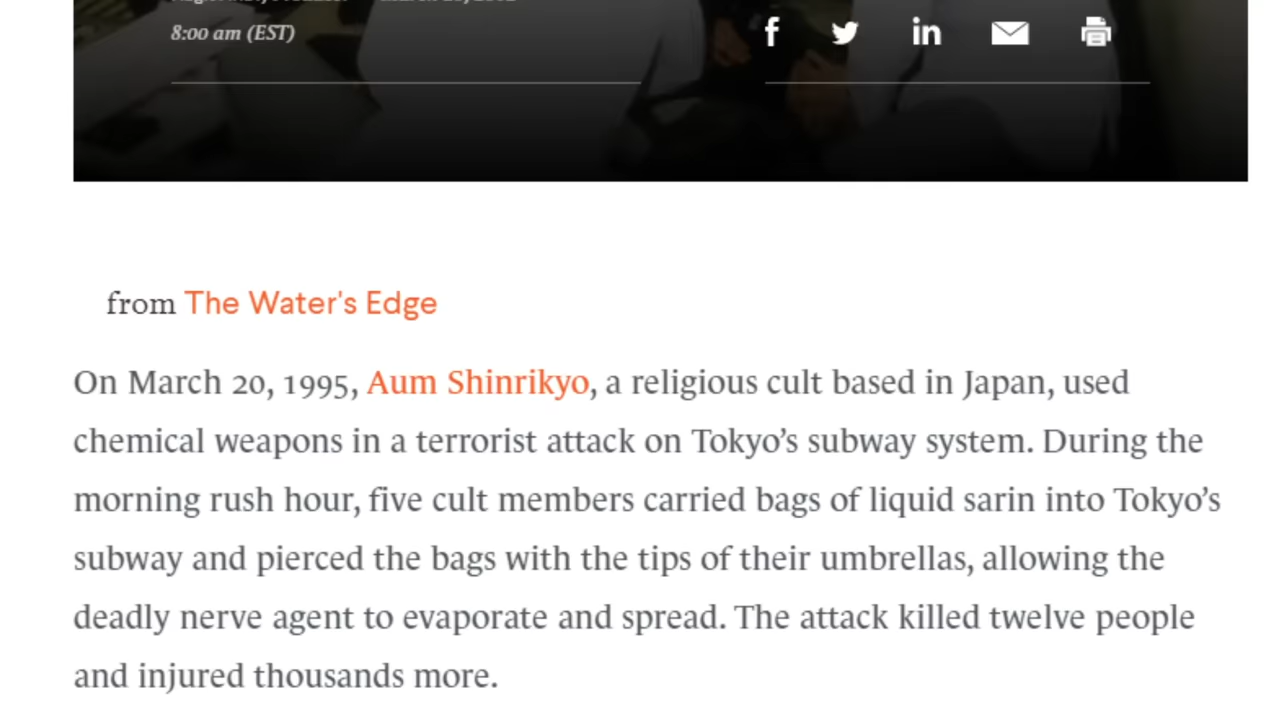 8:00 am (EST)
f in
from The Water's Edge
On March 20, 1995, Aum Shinrikyo, a religious cult based in Japan, used
chemical weapons in a terrorist attack on Tokyo’s subway system. During the
morning rush hour, five cult members carried bags of liquid sarin into Tokyo’s
subway and pierced the bags with the tips of their umbrellas, allowing the
deadly nerve agent to evaporate and spread. The attack killed twelve people
and injured thousands more.